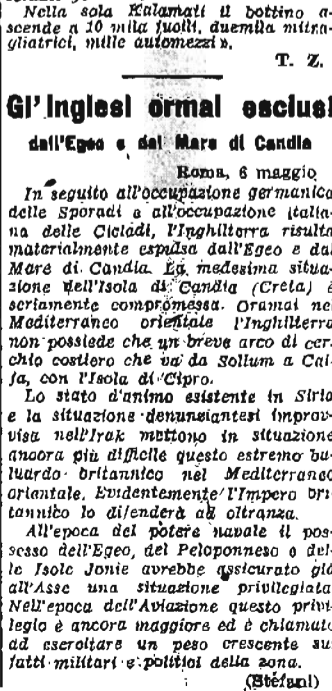 Nella sola Kalamati il bottino a-
scende a 10 mila fucili, duemila mitra-
gliatrici, mille automezzi ».
T. Z.
Gl'Inglesi ormai esclusi
dall'Egeo e dal Mare di Candia
Roma, 6 maggio
In seguito all'occupazione germanica
delle Sporadi e all'occupazione italia-
na delle Cicladi, l'Inghilterra risulta
materialmente espulsa dall'Egeo e dal
Mare di Candia. La medesima situa-
zione dell'Isola di Candia (Creta) è
seriamente compromessa. Oramai nel
Mediterraneo orientale l'Inghilterra
non possiede che un breve arco di cer-
chio costiero che va da Sollum a Cai-
fa, con l'Isola di Cipro.
Lo stato d'animo esistente in Siria
e la situazione denunziantesi improv-
visa nell'Irak mettono in situazione
ancora più difficile questo estremo ba-
luardo britannico nel Mediterraneo
orientale. Evidentemente l'Impero bri-
tannico lo difenderà ad oltranza.
All'epoca del potere navale il pos-
sesso dell'Egeo, del Peloponneso e del-
le Isole Jonie avrebbe assicurato già
all'Asse una situazione privilegiata
Nell'epoca dell'Aviazione questo privi-
legio è ancora maggiore ed è chiamato
ad esercitare un peso crescente su
fatti militari e politici della zona.
(Stefani)